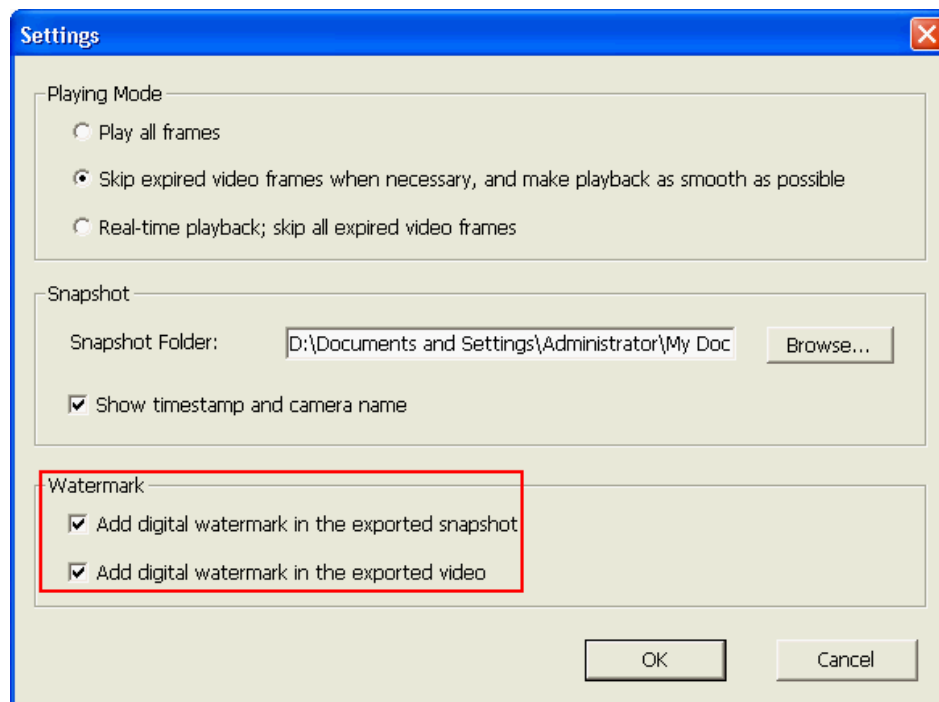 Settings
Playing Mode
Play all frames
Skip expired video frames when necessary, and make playback as smooth as possible
Real-time playback; skip all expired video frames
Snapshot
Snapshot Folder: D:\Documents and Settings\Administrator\My Doc Browse...
Show timestamp and camera name
Watermark
Add digital watermark in the exported snapshot
Add digital watermark in the exported video
OK Cancel